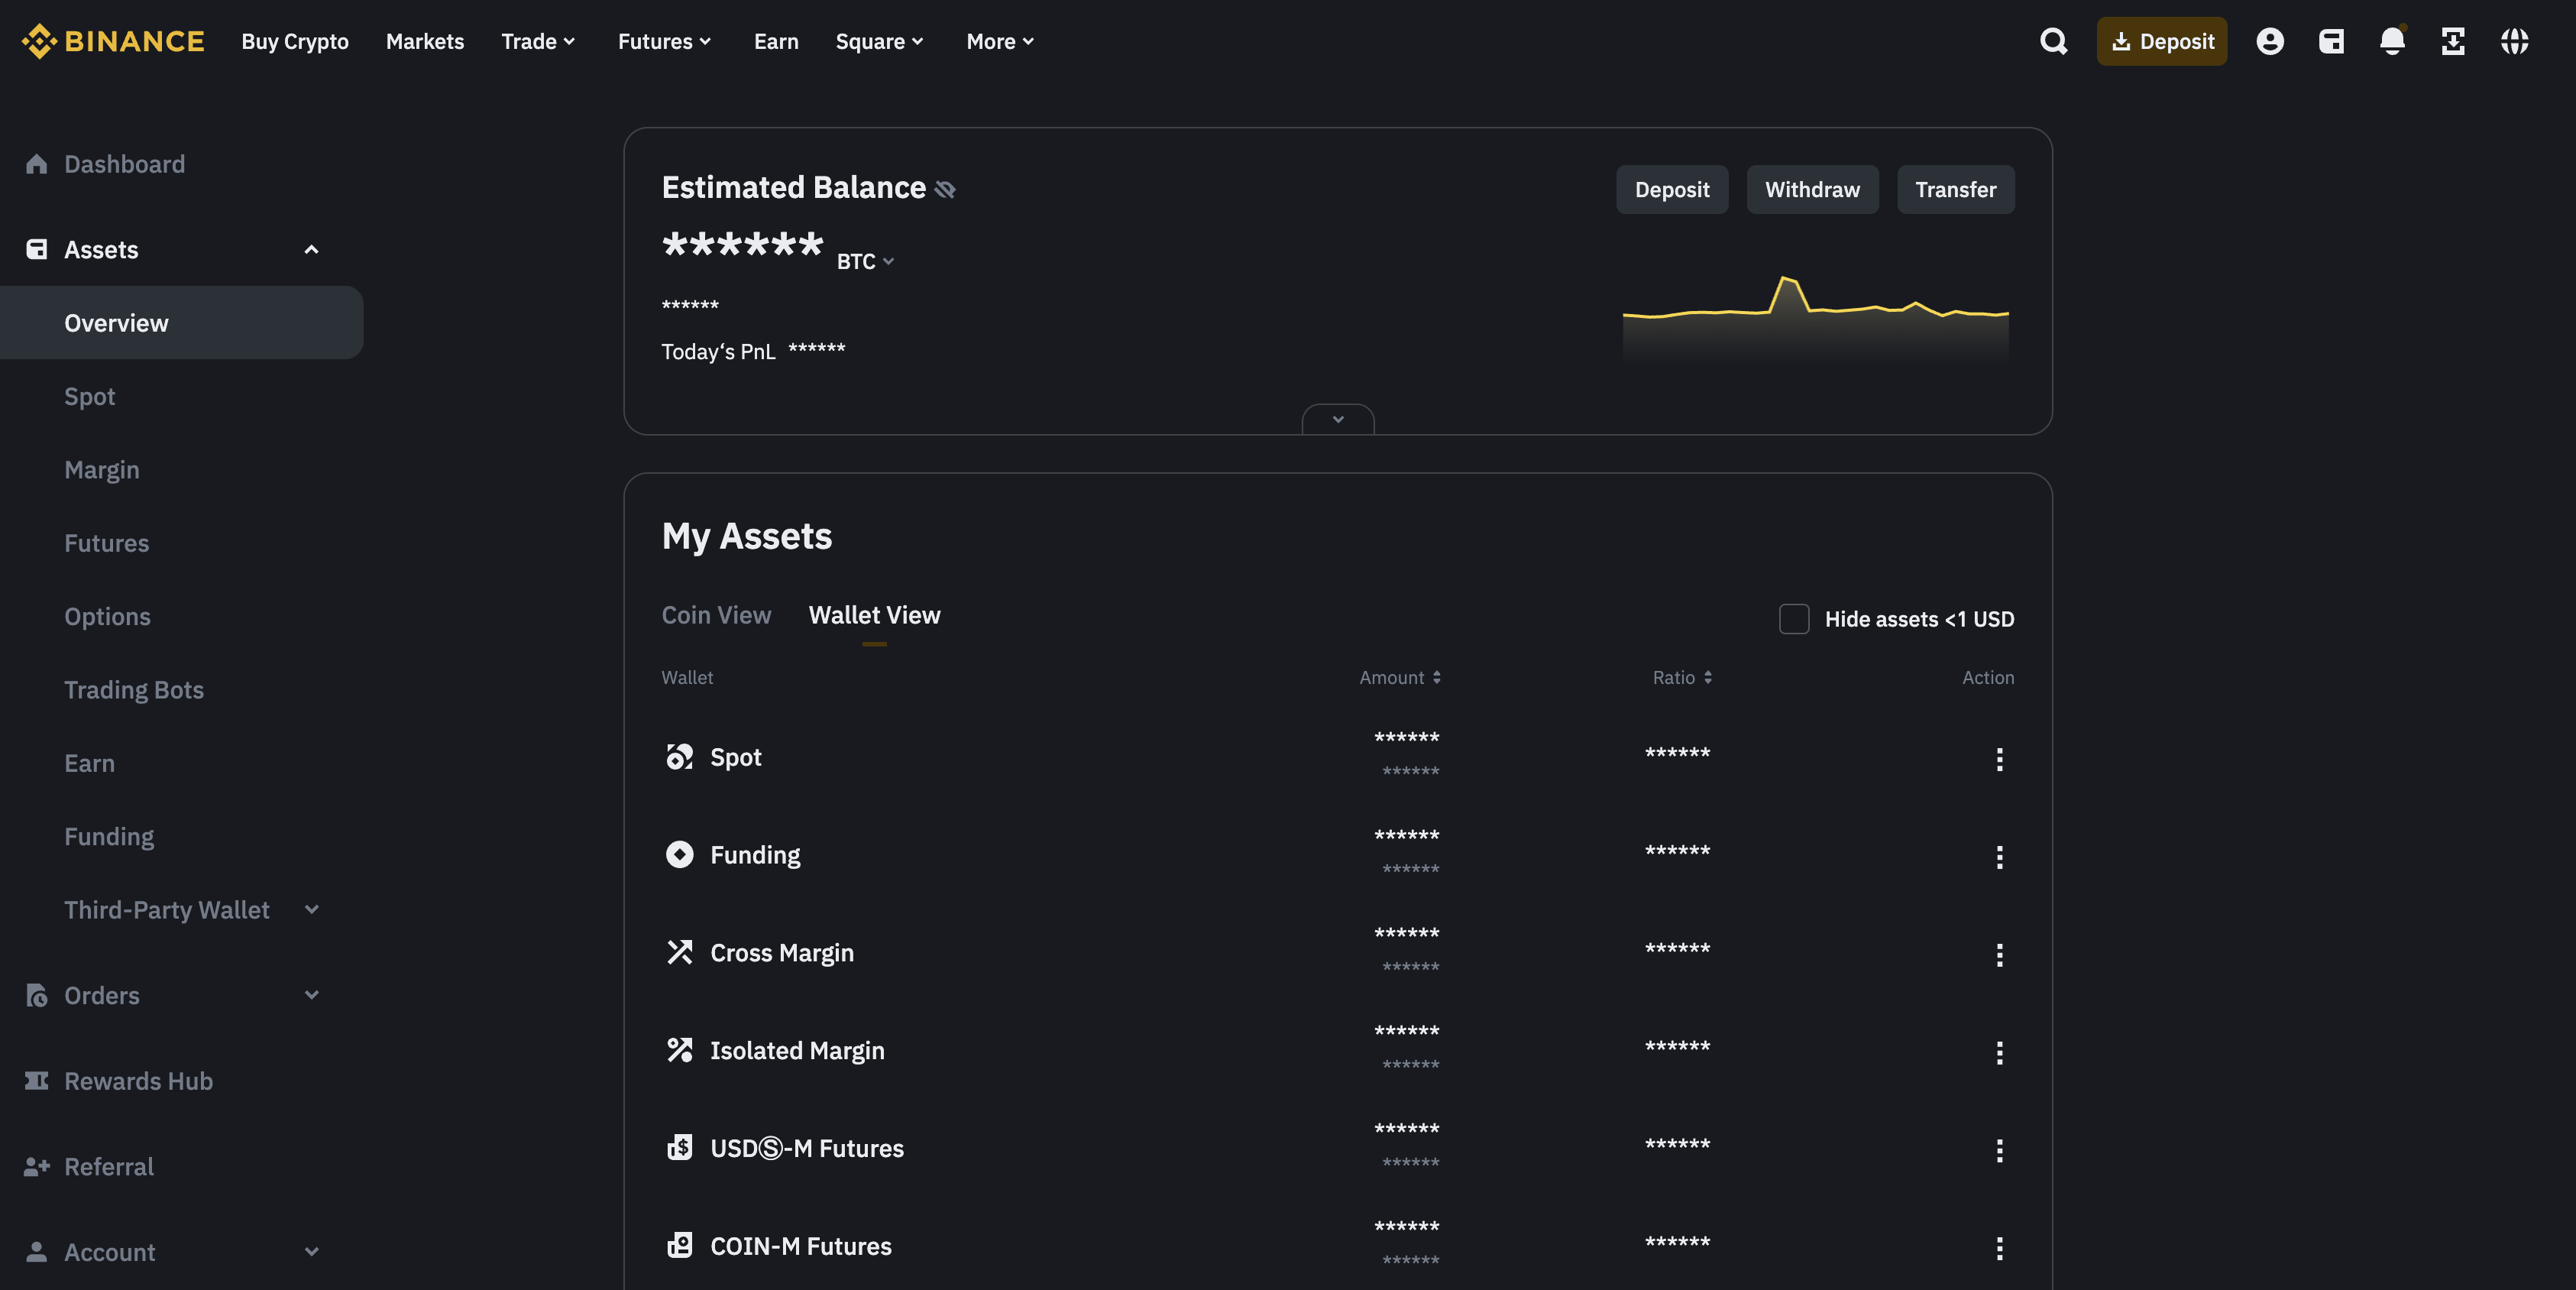 BINANCE Buy Crypto Markets Trade Futures Earn Square More Deposit
Dashboard
Assets
Overview
Spot
Margin
Futures
Options
Trading Bots
Earn
Funding
Third-Party Wallet
Orders
Rewards Hub
Referral
Account
Estimated Balance
Deposit Withdraw Transfer
****** BTC
******
Today‘s PnL ******
My Assets
Coin View Wallet View Hide assets <1 USD
Wallet Amount Ratio Action
Spot ****** ******
******
Funding ****** ******
******
Cross Margin ****** ******
******
Isolated Margin ****** ******
******
USDⓈ-M Futures ****** ******
******
COIN-M Futures ****** ******
******